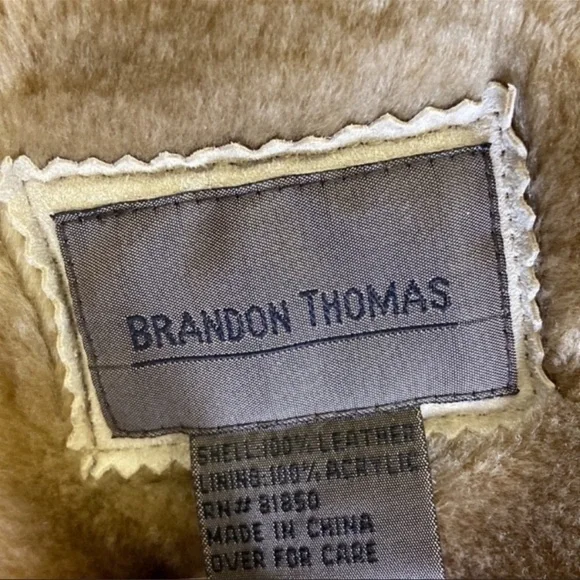 BRANDON THOMAS
SHELL:100% LEATHER
LINING:100% ACRYLIC
RN# 81850
MADE IN CHINA
OVER FOR CARE